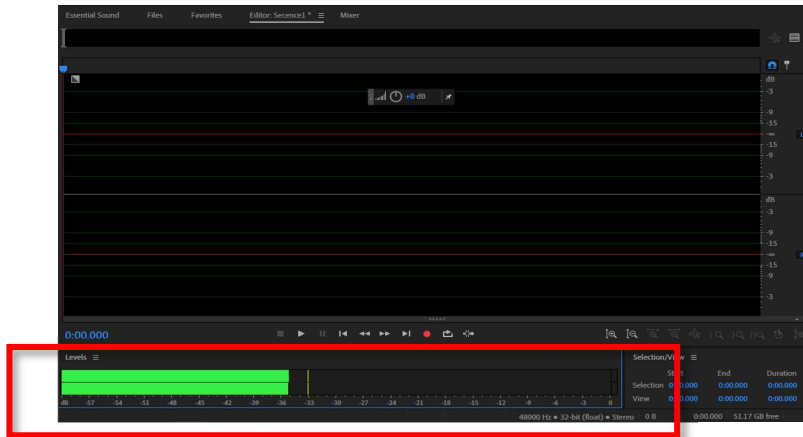 Essential Sound Files Favorites Editor: Secence1 * Mixer
+0 dB
dB
-3
-9
-15
-∞
-15
-9
-3
dB
-3
-9
-15
-∞
-15
-9
-3
0:00.000
Levels
Selection/View
Start End Duration
Selection 0:00.000 0:00.000 0:00.000
View 0:00.000 0:00.000 0:00.000
dB -57 -54 -51 -48 -45 -42 -39 -36 -33 -30 -27 -24 -21 -18 -15 -12 -9 -6 -3 0
48000 Hz • 32-bit (float) • Stereo 0 B 0:00.000 51.17 GB free